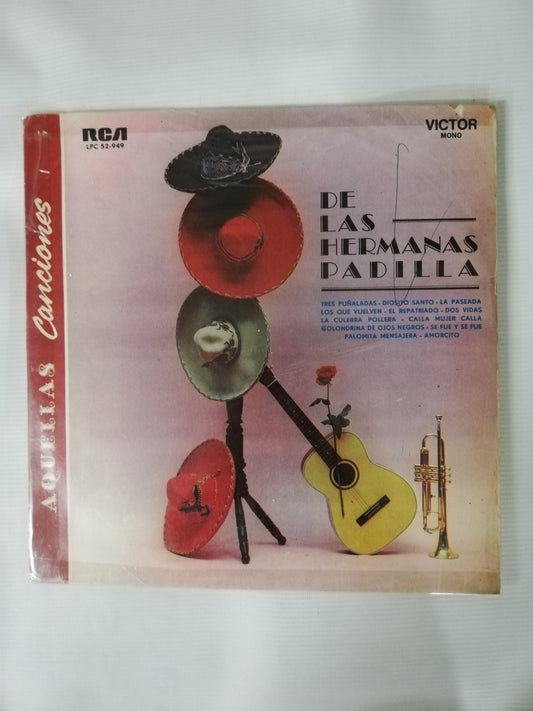 RCA
LPC 52-949
VICTOR
MONO
AQUELLAS Canciones
DE
LAS
HERMANAS
PADILLA
TRES PUÑALADAS - DIOSITO SANTO - LA PASEADA
LOS QUE VUELVEN - EL REPATRIADO - DOS VIDAS
LA CULEBRA POLLERA - CALLA MUJER CALLA
GOLONDRINA DE OJOS NEGROS - SE FUE Y SE FUE
PALOMITA MENSAJERA - AMORCITO